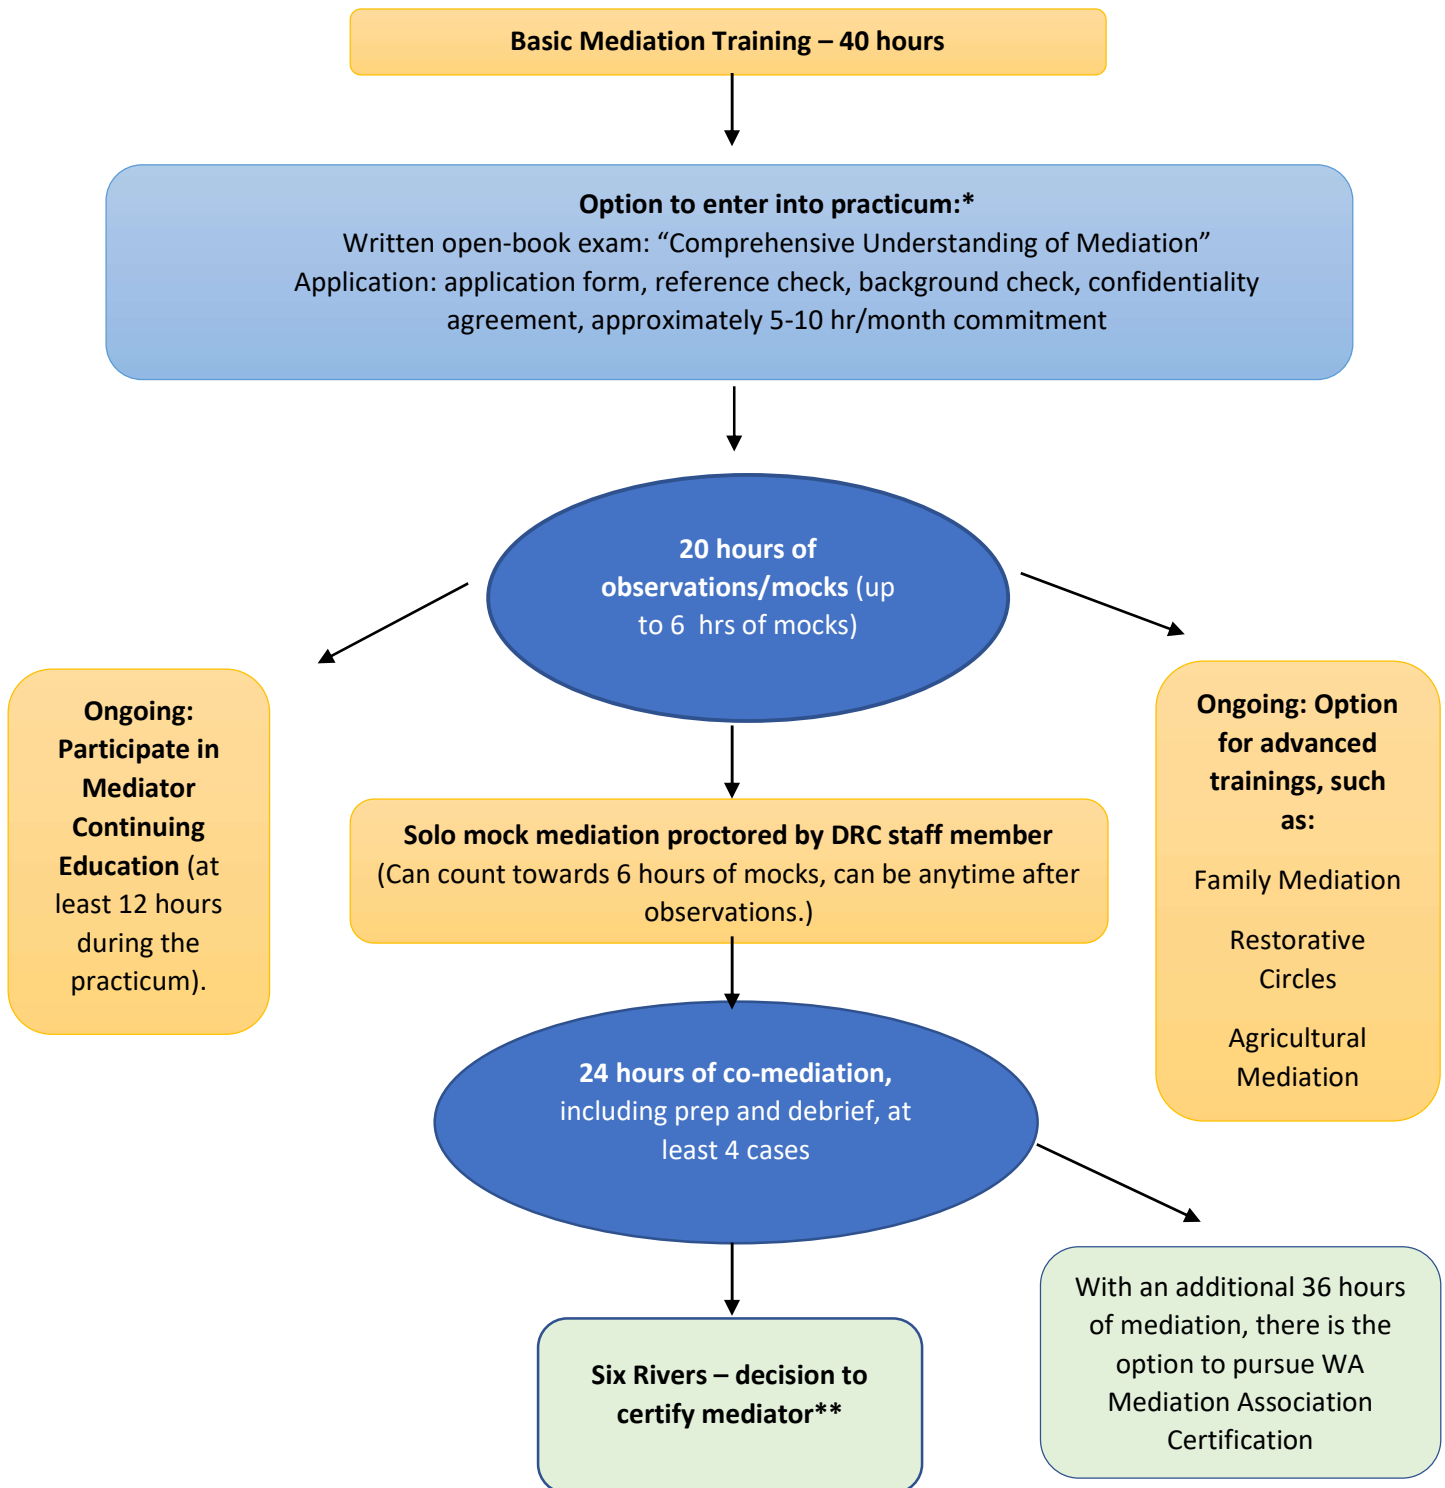 Basic Mediation Training – 40 hours
Option to enter into practicum:*
Written open-book exam: “Comprehensive Understanding of Mediation”
Application: application form, reference check, background check, confidentiality
agreement, approximately 5-10 hr/month commitment
20 hours of
observations/mocks (up
to 6 hrs of mocks)
Ongoing:
Participate in
Mediator
Continuing
Education (at
least 12 hours
during the
practicum).
Ongoing: Option
for advanced
trainings, such
as:
Family Mediation
Restorative
Circles
Agricultural
Mediation
Solo mock mediation proctored by DRC staff member
(Can count towards 6 hours of mocks, can be anytime after
observations.)
24 hours of co-mediation,
including prep and debrief, at
least 4 cases
Six Rivers – decision to
certify mediator**
With an additional 36 hours
of mediation, there is the
option to pursue WA
Mediation Association
Certification